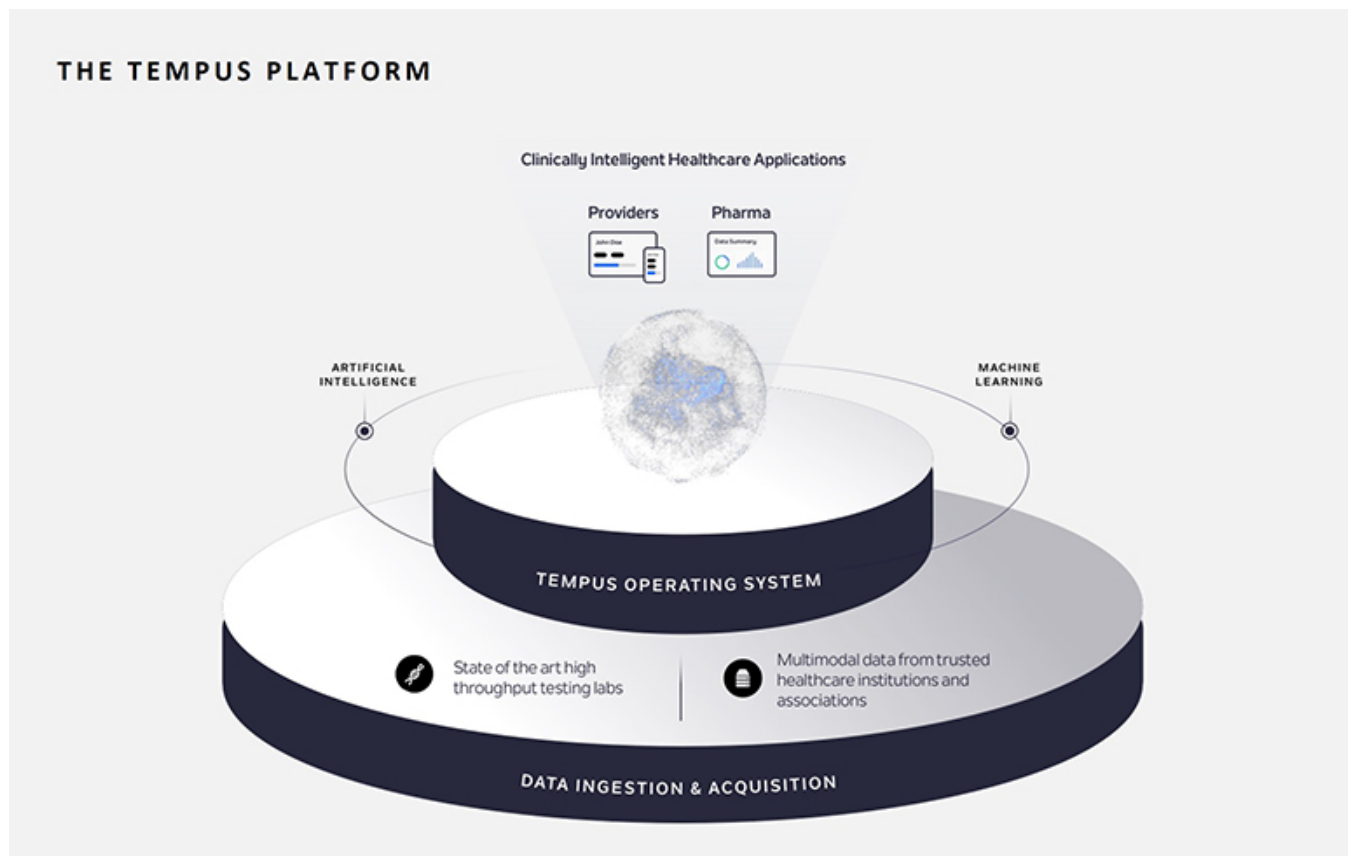 THE TEMPUS PLATFORM
Clinically Intelligent Healthcare Applications
Providers
Pharma
John Doe
Data Summary
ARTIFICIAL
INTELLIGENCE
MACHINE
LEARNING
TEMPUS OPERATING SYSTEM
State of the art high
throughput testing labs
Multimodal data from trusted
healthcare institutions and
associations
DATA INGESTION & ACQUISITION